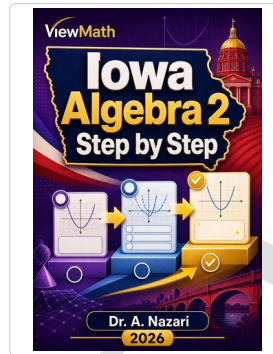 ViewMath
Iowa
Algebra 2
Step by Step
Dr. A. Nazari
2026